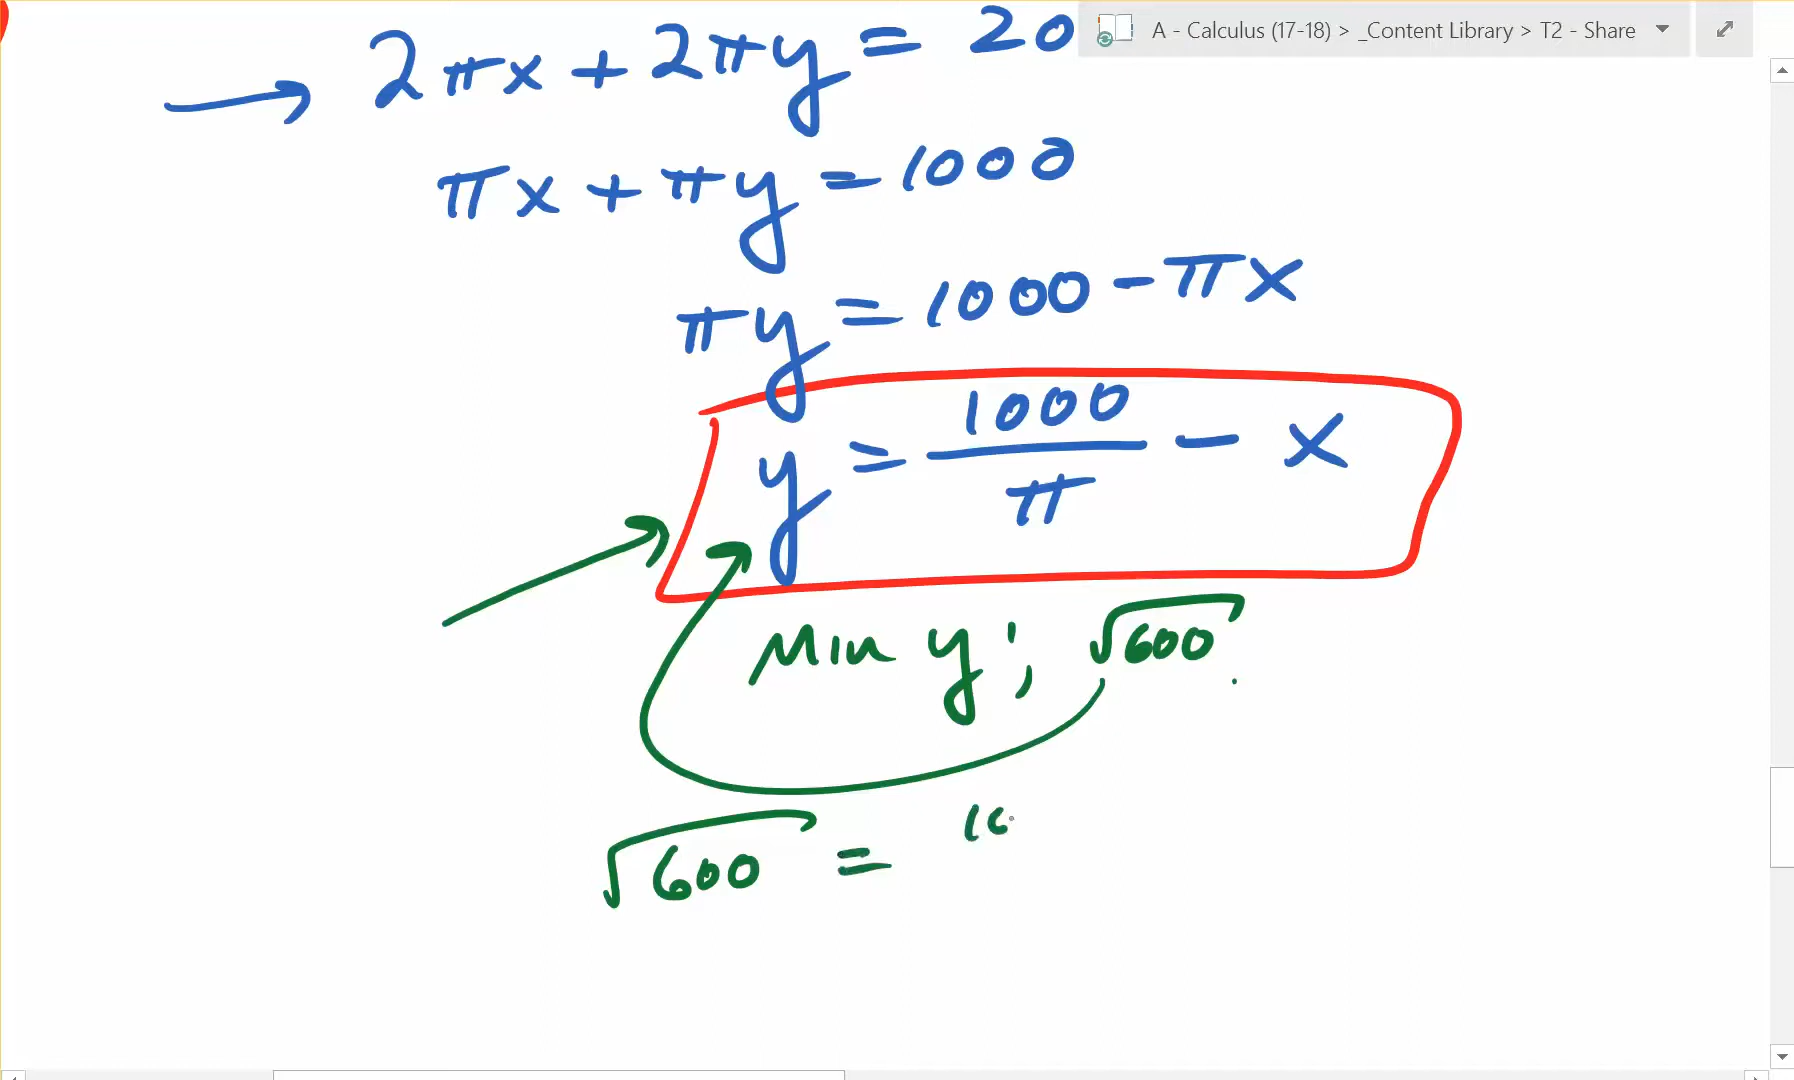 A - Calculus (17-18) > _Content Library > T2 - Share
2πx + 2πy = 20
πx + πy = 1000
πy = 1000 - πx
y = 1000/π - x
Min y; √600
√600 = 10